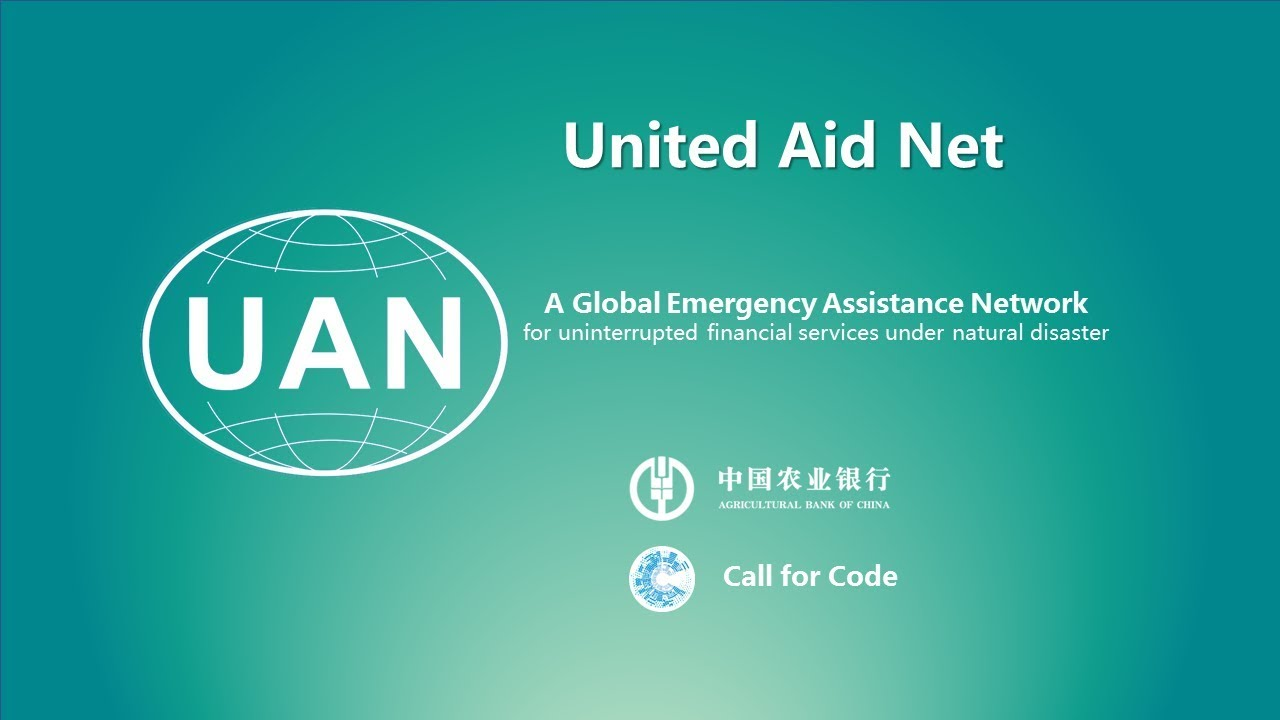 United Aid Net
UAN
A Global Emergency Assistance Network
for uninterrupted financial services under natural disaster
中国农业银行
AGRICULTURAL BANK OF CHINA
Call for Code